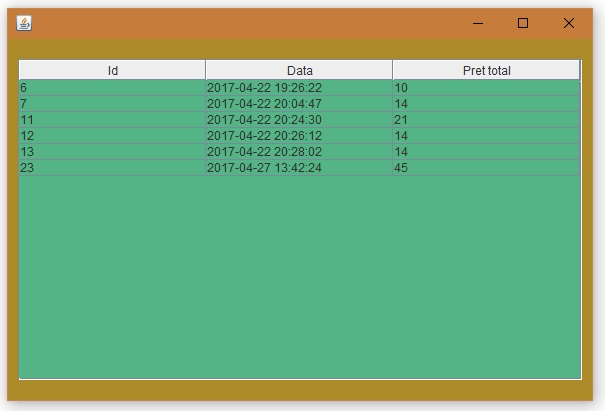 Id Data Pret total
6 2017-04-22 19:26:22 10
7 2017-04-22 20:04:47 14
11 2017-04-22 20:24:30 21
12 2017-04-22 20:26:12 14
13 2017-04-22 20:28:02 14
23 2017-04-27 13:42:24 45